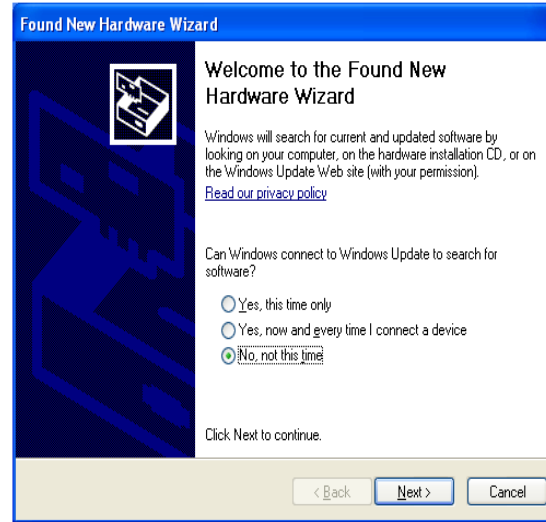 Found New Hardware Wizard
Welcome to the Found New
Hardware Wizard
Windows will search for current and updated software by
looking on your computer, on the hardware installation CD, or on
the Windows Update Web site (with your permission).
Read our privacy policy
Can Windows connect to Windows Update to search for
software?
Yes, this time only
Yes, now and every time I connect a device
No, not this time
Click Next to continue.
< Back Next > Cancel